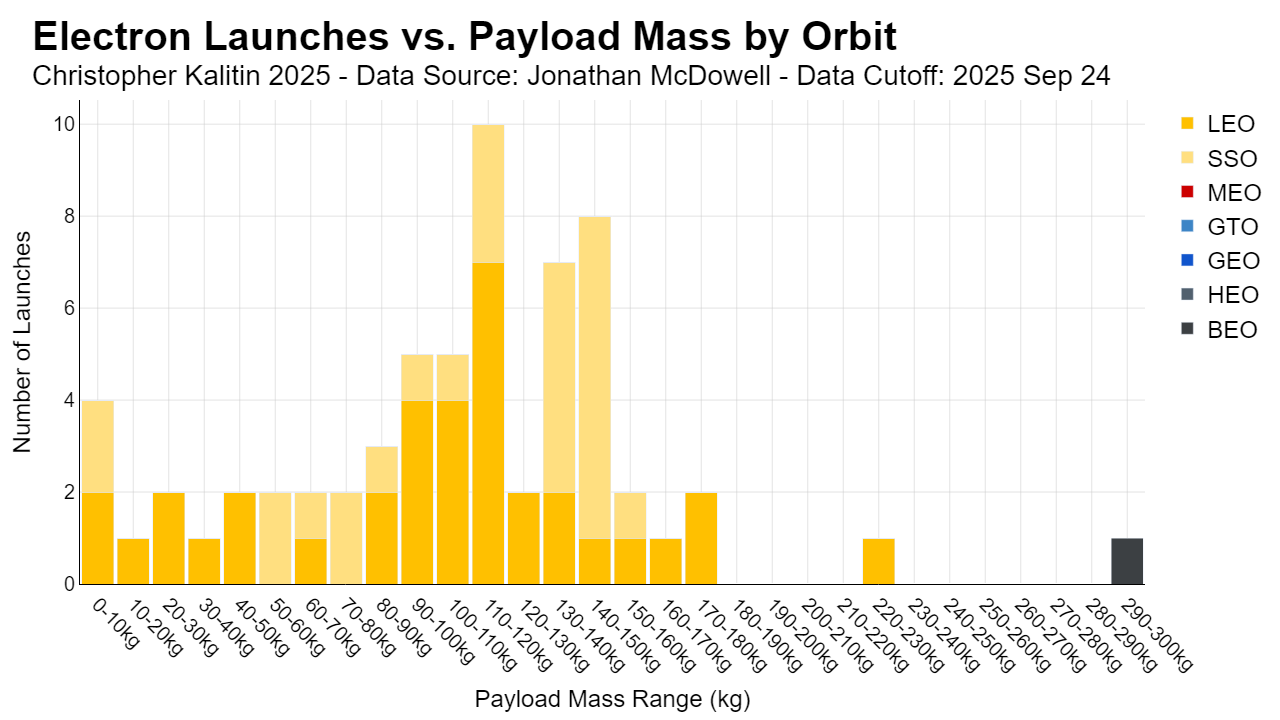 Electron Launches vs. Payload Mass by Orbit
Christopher Kalitin 2025 - Data Source: Jonathan McDowell - Data Cutoff: 2025 Sep 24
LEO
SSO
MEO
GTO
GEO
HEO
BEO
Number of Launches
10
8
6
4
2
0
0-10kg
10-20kg
20-30kg
30-40kg
40-50kg
50-60kg
60-70kg
70-80kg
80-90kg
90-100kg
100-110kg
110-120kg
120-130kg
130-140kg
140-150kg
150-160kg
160-170kg
170-180kg
180-190kg
190-200kg
200-210kg
210-220kg
220-230kg
230-240kg
240-250kg
250-260kg
260-270kg
270-280kg
280-290kg
290-300kg
Payload Mass Range (kg)